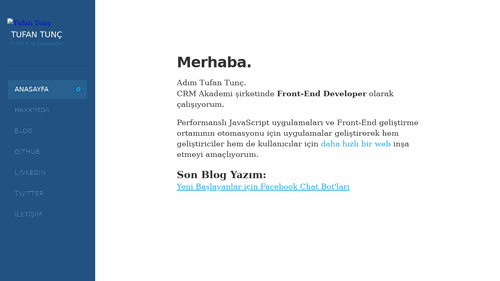 Tufan Tunç
TUFAN TUNÇ
Front-End Developer
ANASAYFA
HAKKIMDA
BLOG
GITHUB
LINKEDIN
TWITTER
İLETİŞİM
Merhaba.
Adım Tufan Tunç.
CRM Akademi şirketinde Front-End Developer olarak
çalışıyorum.
Performanslı JavaScript uygulamaları ve Front-End geliştirme
ortamının otomasyonu için uygulamalar geliştirerek hem
geliştiriciler hem de kullanıcılar için daha hızlı bir web inşa
etmeyi amaçlıyorum.
Son Blog Yazım:
Yeni Başlayanlar için Facebook Chat Bot'ları